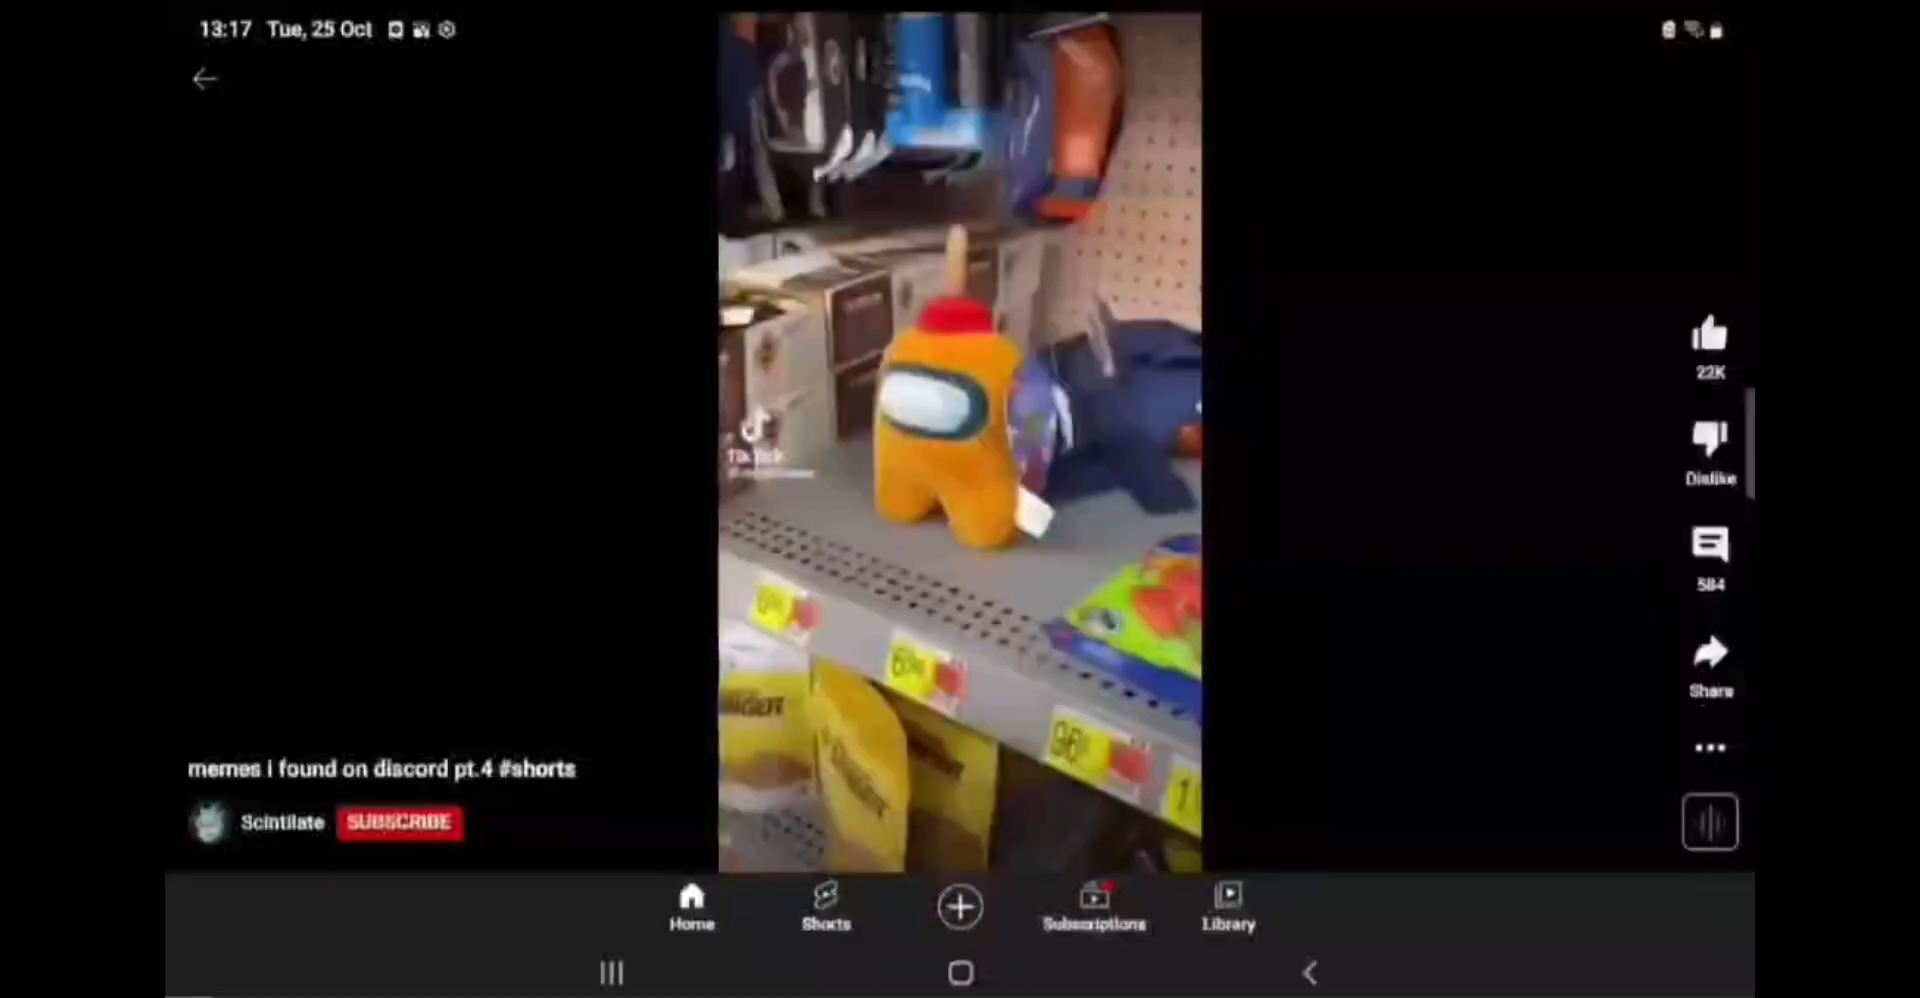 13:17 Tue, 25 Oct
TikTok
22K
Dislike
584
Share
memes i found on discord pt.4 #shorts
Scintilate SUBSCRIBE
Home Shorts Subscriptions Library